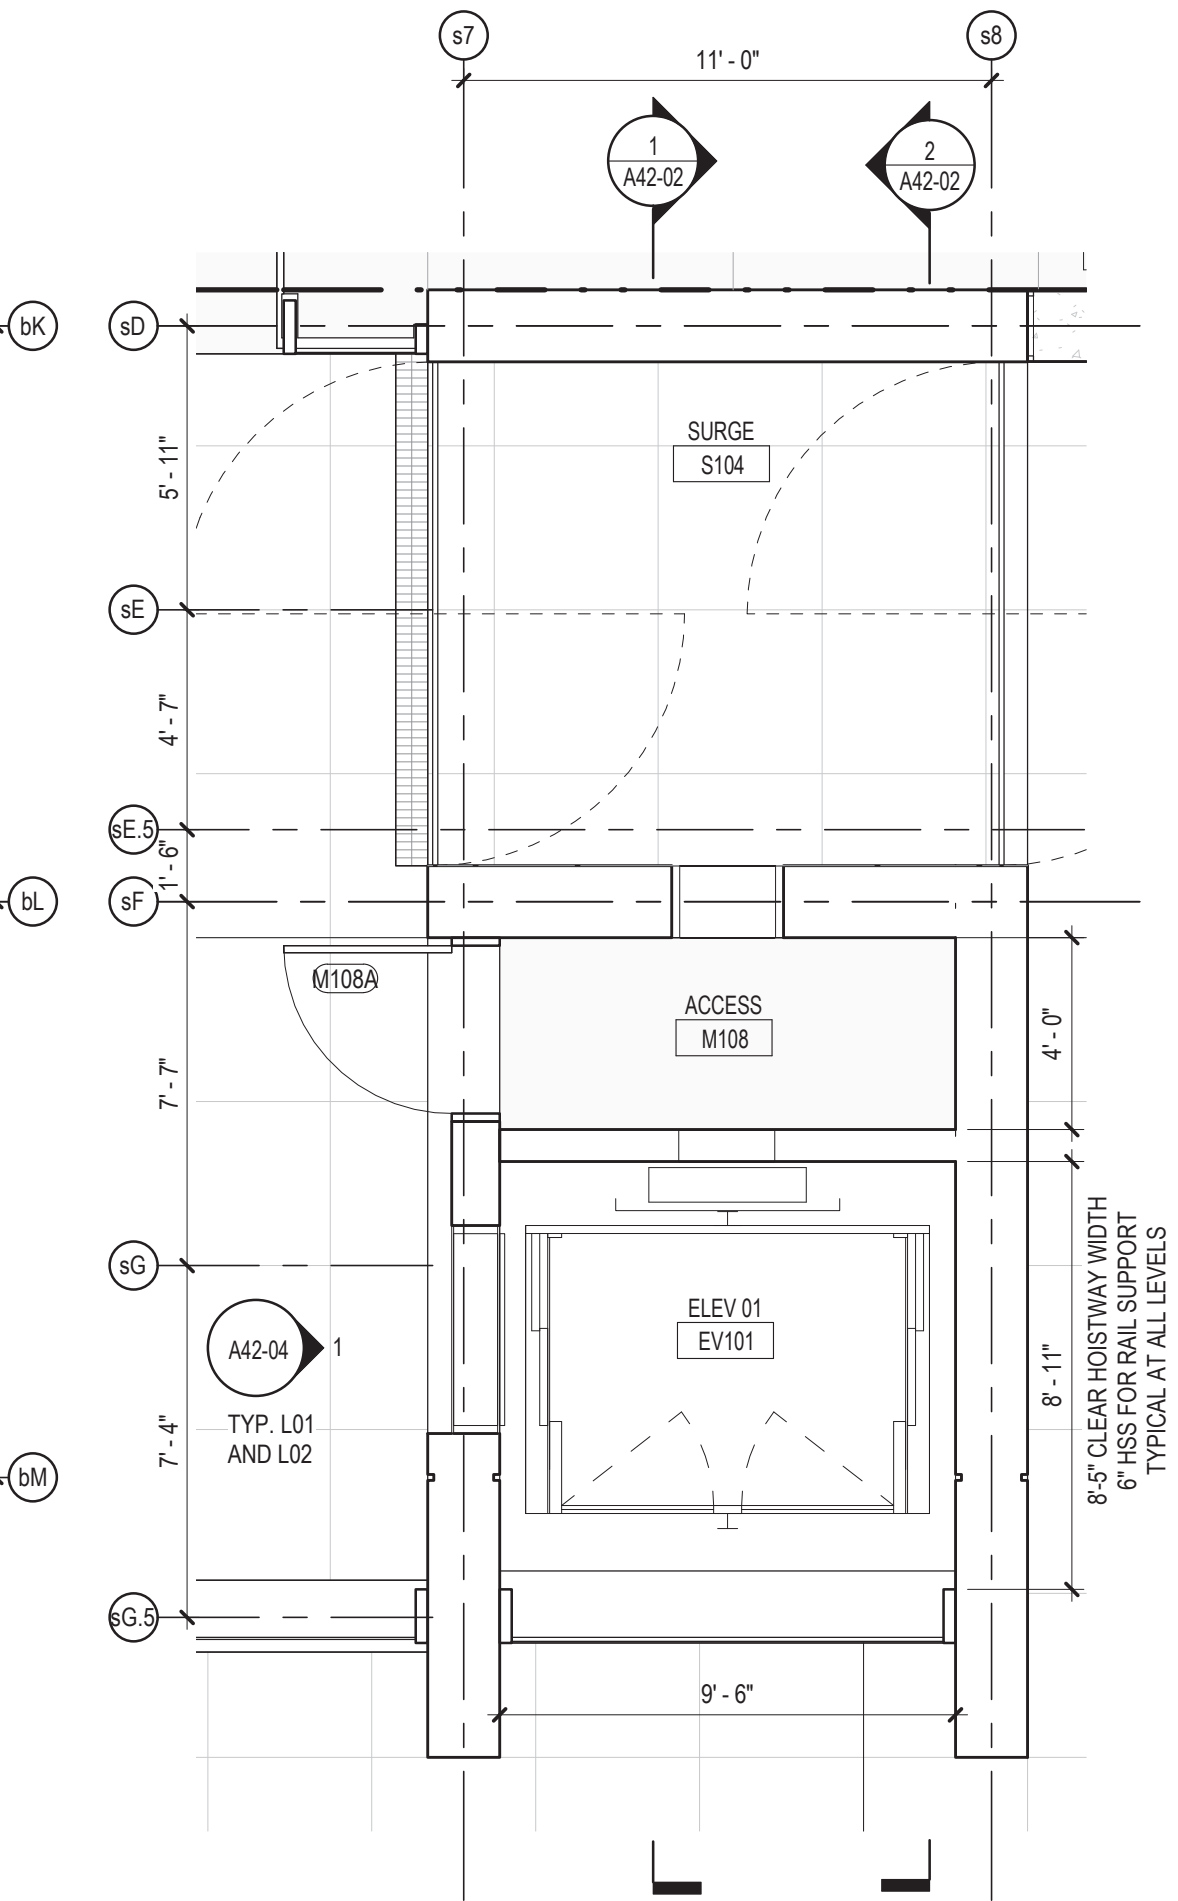 s7
s8
11' - 0"
1
A42-02
2
A42-02
bK
sD
SURGE
S104
5' - 11"
sE
4' - 7"
sE.5
1' - 6"
bL
sF
M108A
ACCESS
M108
4' - 0"
7' - 7"
sG
ELEV 01
EV101
A42-04
1
TYP. L01
AND L02
7' - 4"
8' - 11"
8'-5" CLEAR HOISTWAY WIDTH
6" HSS FOR RAIL SUPPORT
TYPICAL AT ALL LEVELS
bM
sG.5
9' - 6"